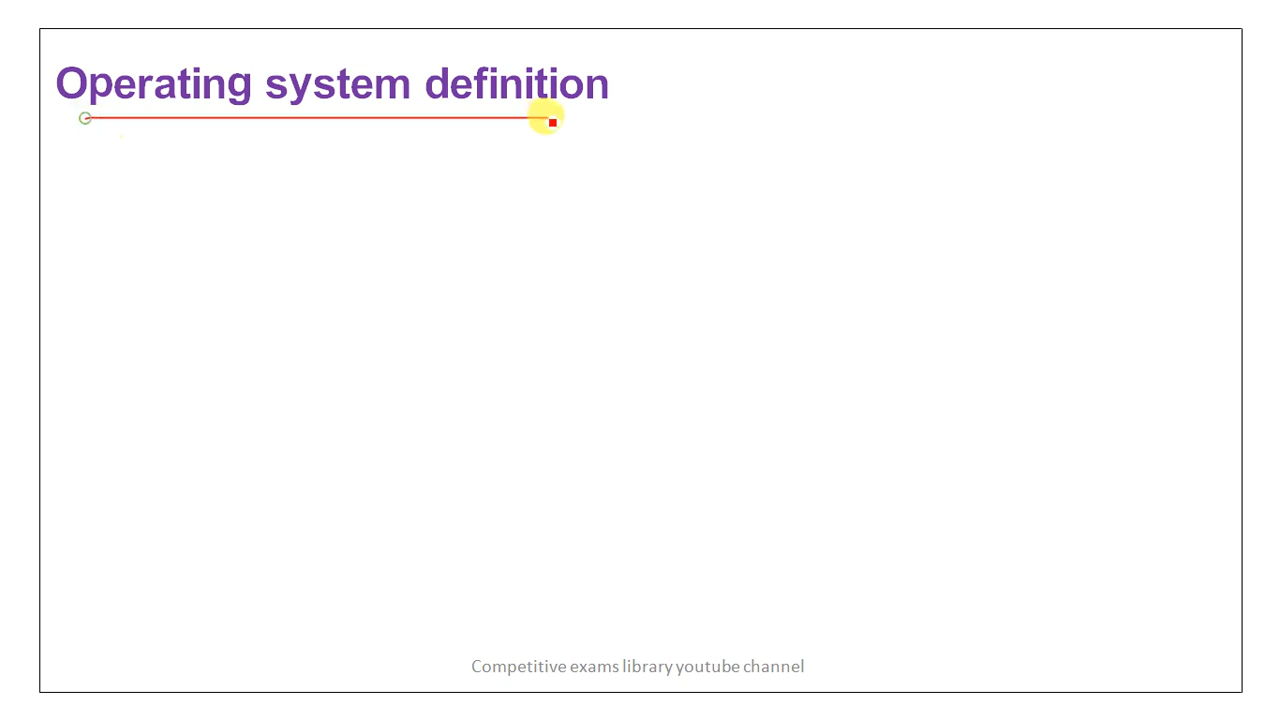 Operating system definition
Competitive exams library youtube channel